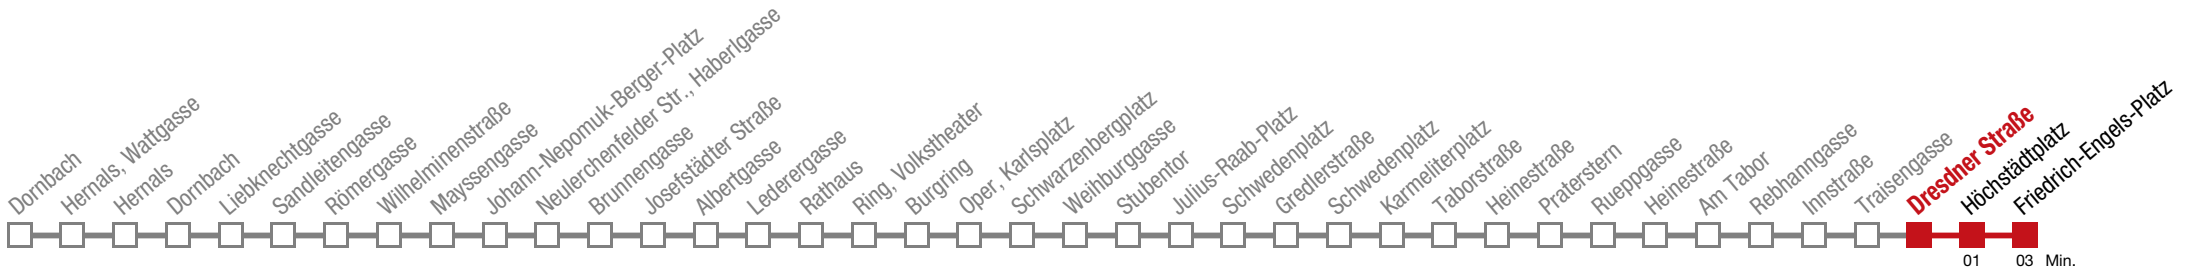 Dornbach
Hernals, Wattgasse
Hernals
Dornbach
Liebknechtgasse
Sandleitengasse
Römergasse
Wilhelminenstraße
Mayssengasse
Johann-Nepomuk-Berger-Platz
Neulerchenfelder Str., Haberlgasse
Brunnengasse
Josefstädter Straße
Albertgasse
Lederergasse
Rathaus
Ring, Volkstheater
Burgring
Oper, Karlsplatz
Schwarzenbergplatz
Weihburggasse
Stubentor
Julius-Raab-Platz
Schwedenplatz
Gredlerstraße
Schwedenplatz
Karmeliterplatz
Taborstraße
Heinestraße
Praterstern
Rueppgasse
Heinestraße
Am Tabor
Rebhanngasse
Innstraße
Traisengasse
Dresdner Straße
Höchstädtplatz
Friedrich-Engels-Platz
01 03 Min.